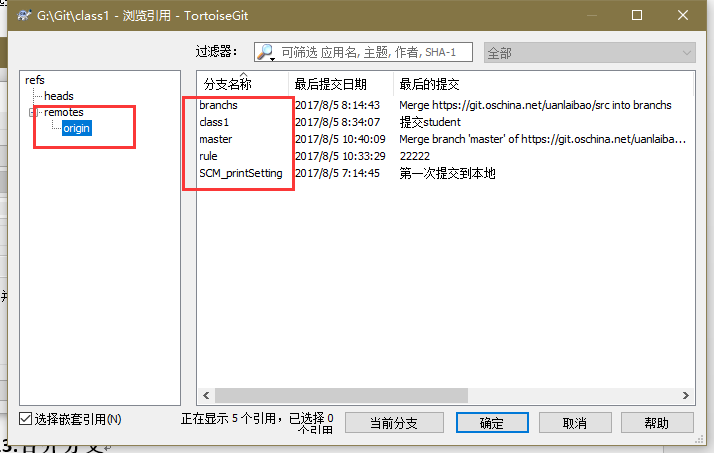 G:\Git\class1 - 浏览引用 - TortoiseGit
过滤器: 可筛选 应用名, 主题, 作者, SHA-1 全部
refs
heads
remotes
origin
分支名称 最后提交日期 最后的提交
branchs 2017/8/5 8:14:43 Merge https://git.oschina.net/uanlaibao/src into branchs
class1 2017/8/5 8:34:07 提交student
master 2017/8/5 10:40:09 Merge branch 'master' of https://git.oschina.net/uanlaiba...
rule 2017/8/5 10:33:29 22222
SCM_printSetting 2017/8/5 7:14:45 第一次提交到本地
选择嵌套引用(N) 正在显示 5 个引用，已选择 0 个引用 当前分支 确定 取消 帮助